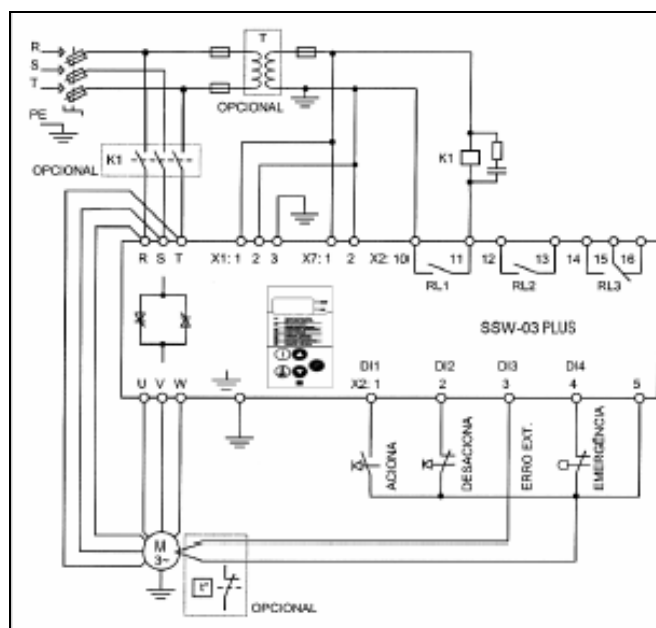 R
T
S
T
OPCIONAL
PE
K1
OPCIONAL
K1
R S T X1: 1 2 3 X7: 1 2 X2: 10 11 12 13 14 15 16
RL1 RL2 RL3
SSW-03 PLUS
DI1 DI2 DI3 DI4
U V W X2: 1 2 3 4 5
ACIONA
DESACIONA
ERRO EXT.
EMERGÊNCIA
M
3~
t°
OPCIONAL